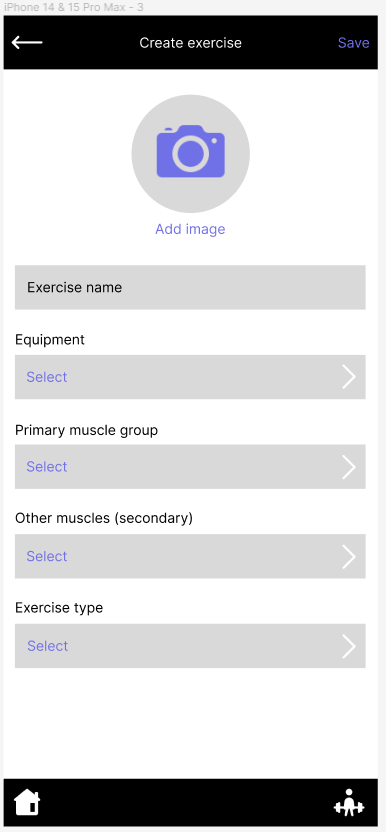 iPhone 14 & 15 Pro Max - 3
Create exercise
Save
Add image
Exercise name
Equipment
Select
Primary muscle group
Select
Other muscles (secondary)
Select
Exercise type
Select